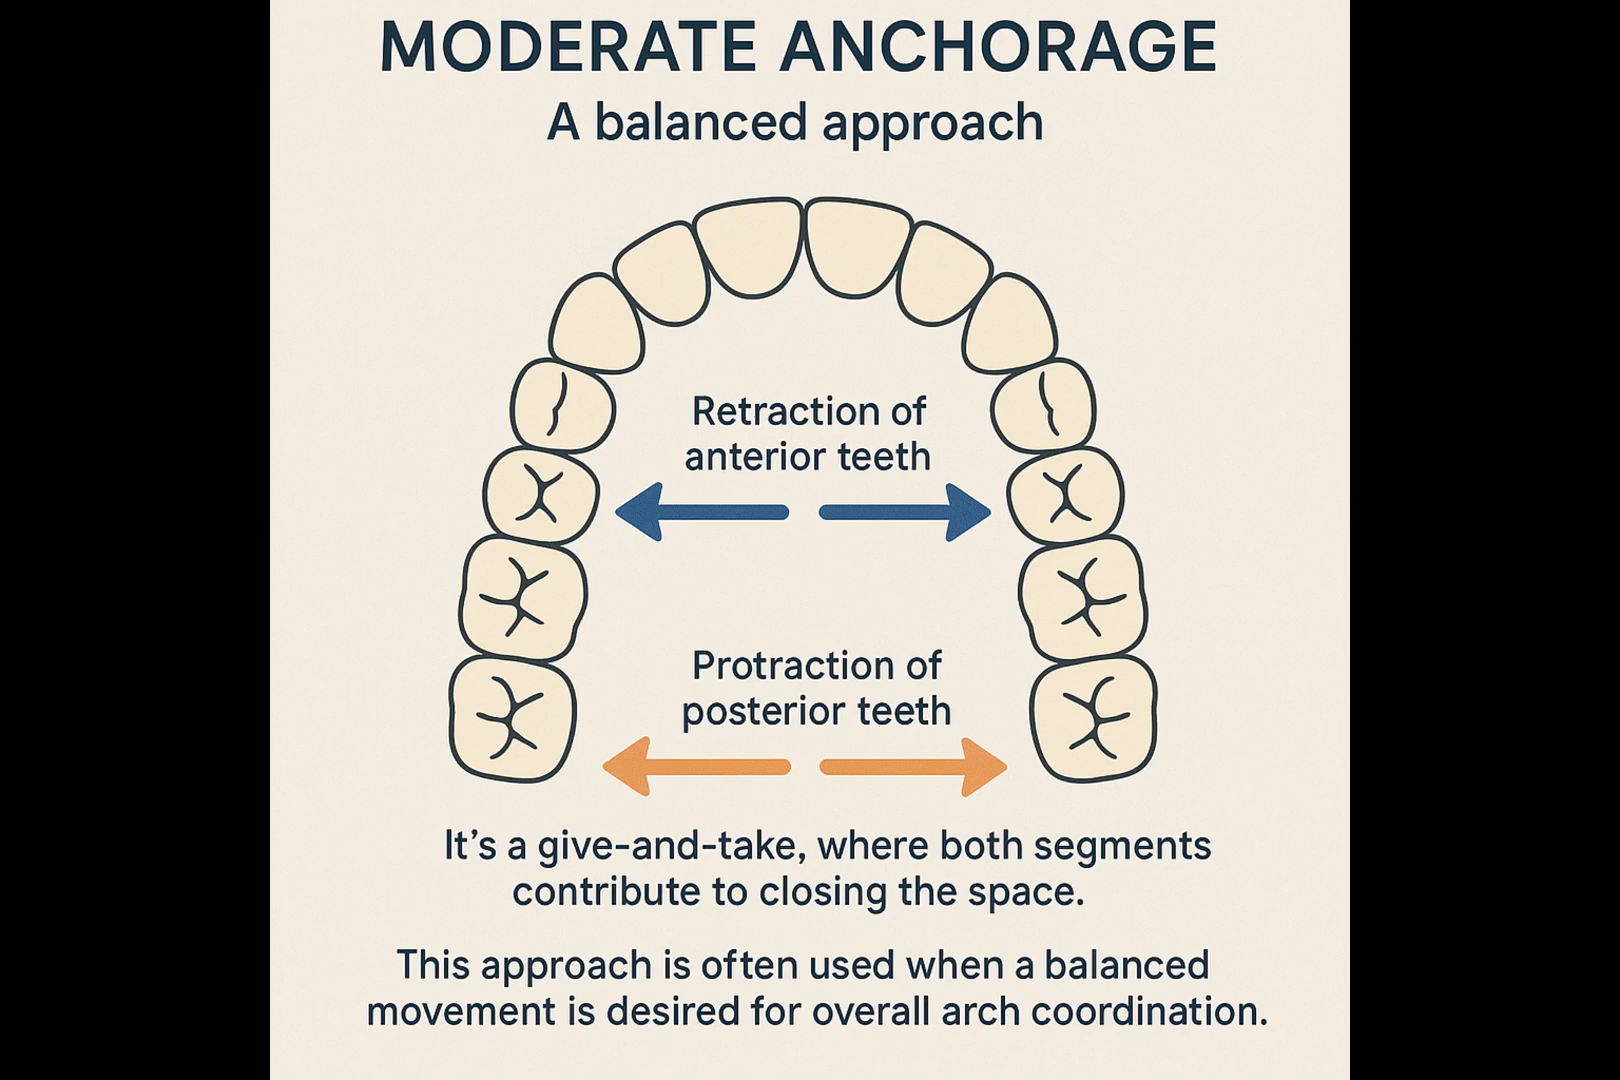 MODERATE ANCHORAGE
A balanced approach
Retraction of
anterior teeth
Protraction of
posterior teeth
It's a give-and-take, where both segments
contribute to closing the space.
This approach is often used when a balanced
movement is desired for overall arch coordination.